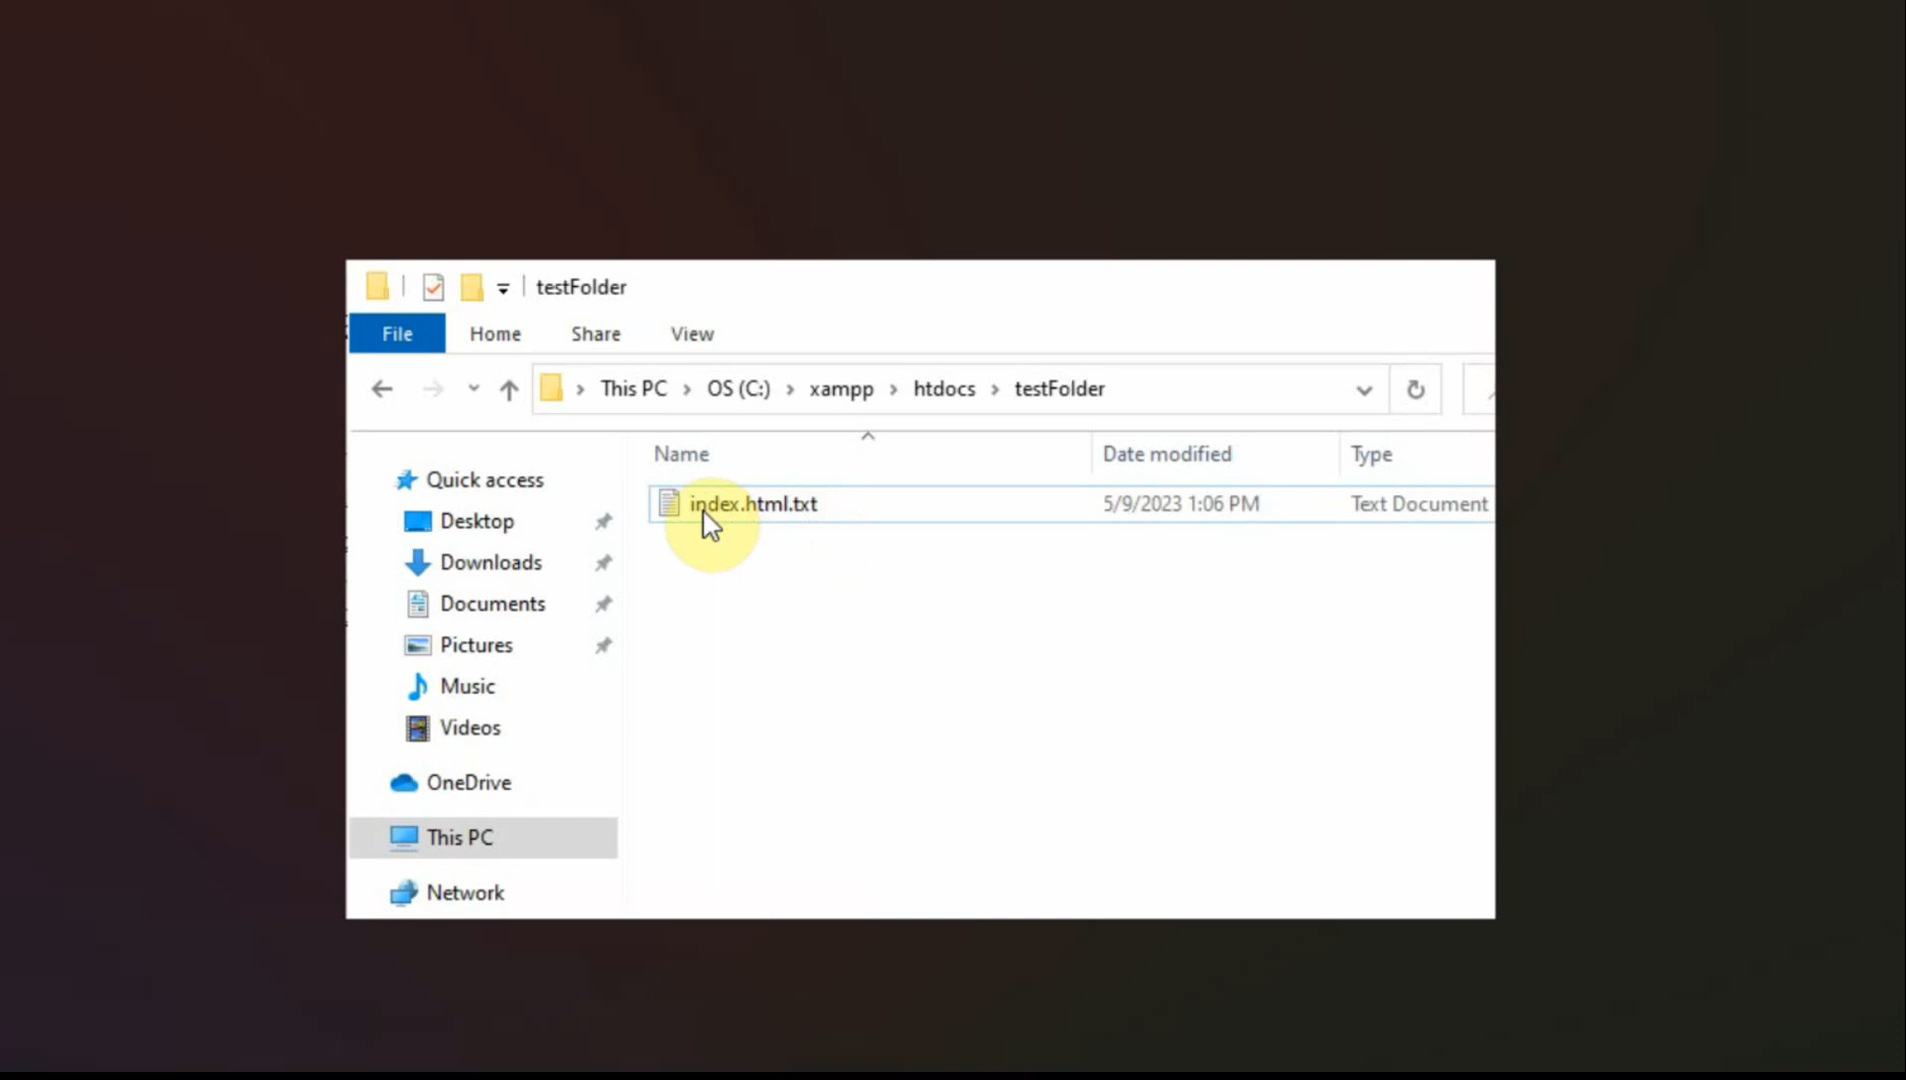 testFolder
File Home Share View
This PC OS (C:) xampp htdocs testFolder
Name Date modified Type
index.html.txt 5/9/2023 1:06 PM Text Document
Quick access
Desktop
Downloads
Documents
Pictures
Music
Videos
OneDrive
This PC
Network